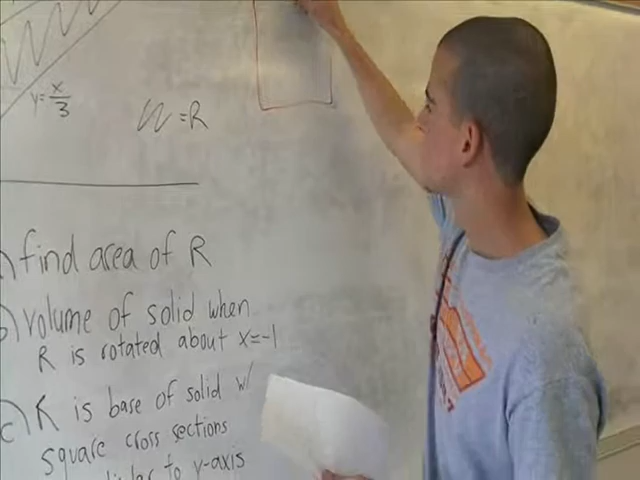 y = x/3
= R
a) find area of R
b) volume of solid when
R is rotated about x=-1
c) R is base of solid w/
square cross sections
to y-axis